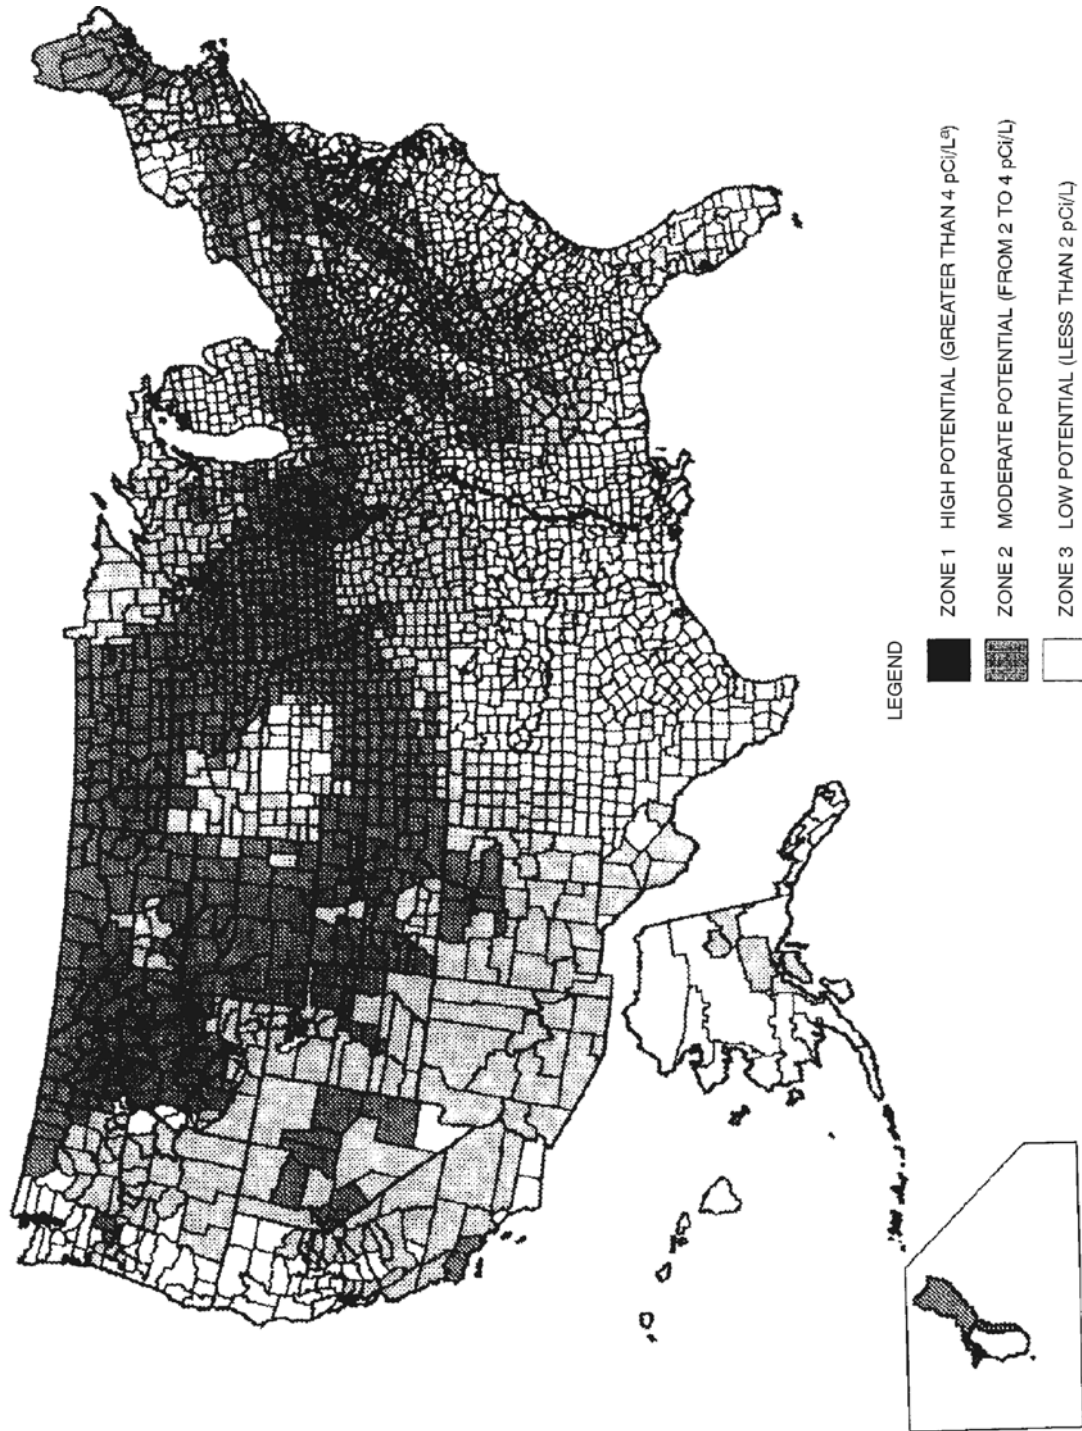 LEGEND
ZONE 1 HIGH POTENTIAL (GREATER THAN 4 pCi/Lª)
ZONE 2 MODERATE POTENTIAL (FROM 2 TO 4 pCi/L)
ZONE 3 LOW POTENTIAL (LESS THAN 2 pCi/L)